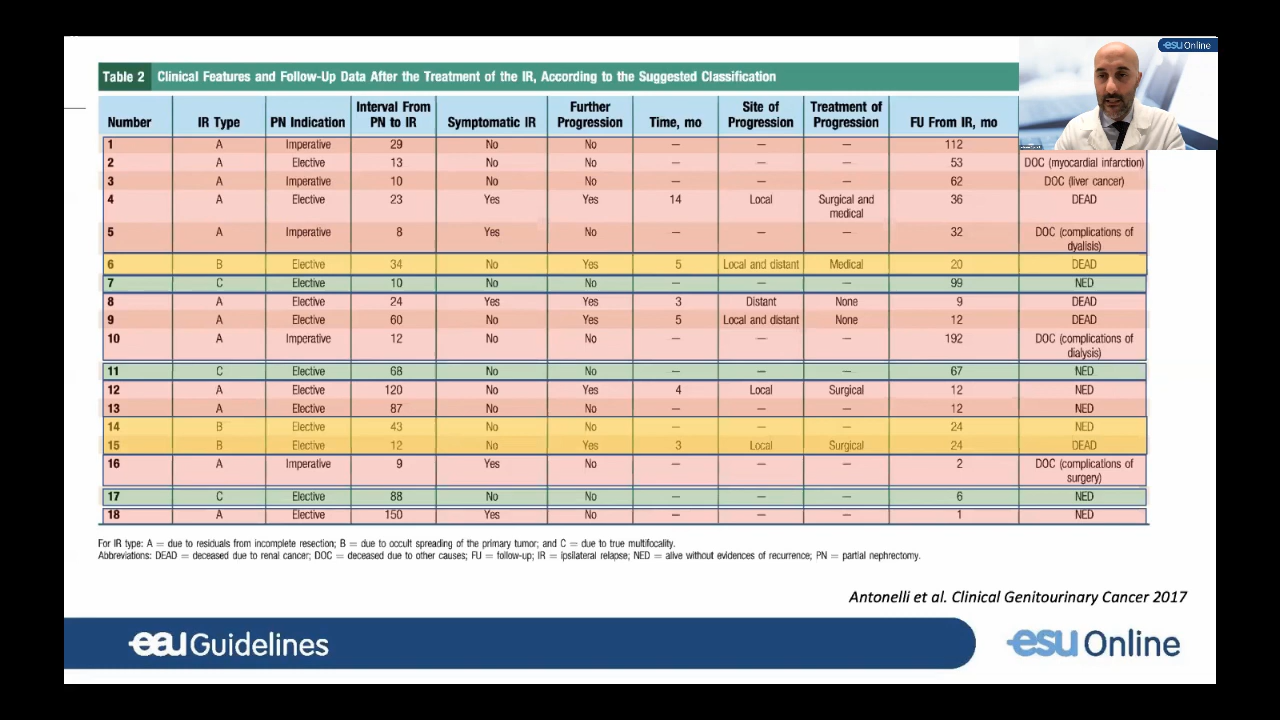 esu Online
Table 2 Clinical Features and Follow-Up Data After the Treatment of the IR, According to the Suggested Classification
Number IR Type PN Indication Interval From PN to IR Symptomatic IR Further Progression Time, mo Site of Progression Treatment of Progression FU From IR, mo
1 A Imperative 29 No No — — — 112
2 A Elective 13 No No — — — 53 DOC (myocardial infarction)
3 A Imperative 10 No No — — — 62 DOC (liver cancer)
4 A Elective 23 Yes Yes 14 Local Surgical and medical 36 DEAD
5 A Imperative 8 Yes No — — — 32 DOC (complications of dyalisis)
6 B Elective 34 No Yes 5 Local and distant Medical 20 DEAD
7 C Elective 10 No No — — — 99 NED
8 A Elective 24 Yes Yes 3 Distant None 9 DEAD
9 A Elective 60 No Yes 5 Local and distant None 12 DEAD
10 A Imperative 12 No No — — — 192 DOC (complications of dialysis)
11 C Elective 68 No No — — — 67 NED
12 A Elective 120 No Yes 4 Local Surgical 12 NED
13 A Elective 87 No No — — — 12 NED
14 B Elective 43 No No — — — 24 NED
15 B Elective 12 No Yes 3 Local Surgical 24 DEAD
16 A Imperative 9 Yes No — — — 2 DOC (complications of surgery)
17 C Elective 88 No No — — — 6 NED
18 A Elective 150 Yes No — — — 1 NED
For IR type: A = due to residuals from incomplete resection; B = due to occult spreading of the primary tumor; and C = due to true multifocality.
Abbreviations: DEAD = deceased due to renal cancer; DOC = deceased due to other causes; FU = follow-up; IR = ipsilateral relapse; NED = alive without evidences of recurrence; PN = partial nephrectomy.
Antonelli et al. Clinical Genitourinary Cancer 2017
eau Guidelines
esu Online